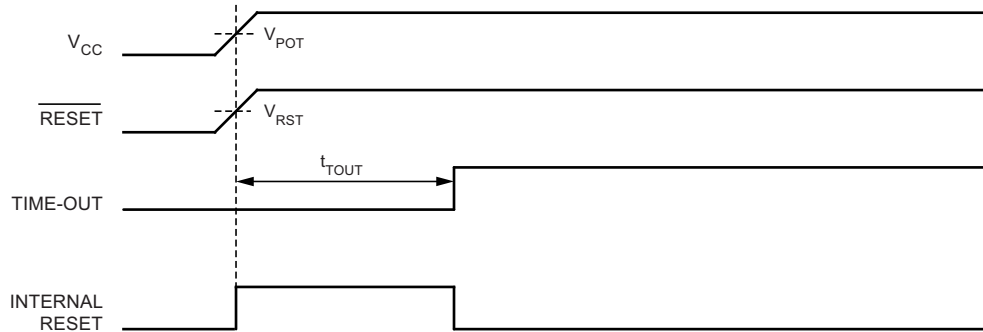 VCC
VPOT
RESET
VRST
tTOUT
TIME-OUT
INTERNAL
RESET